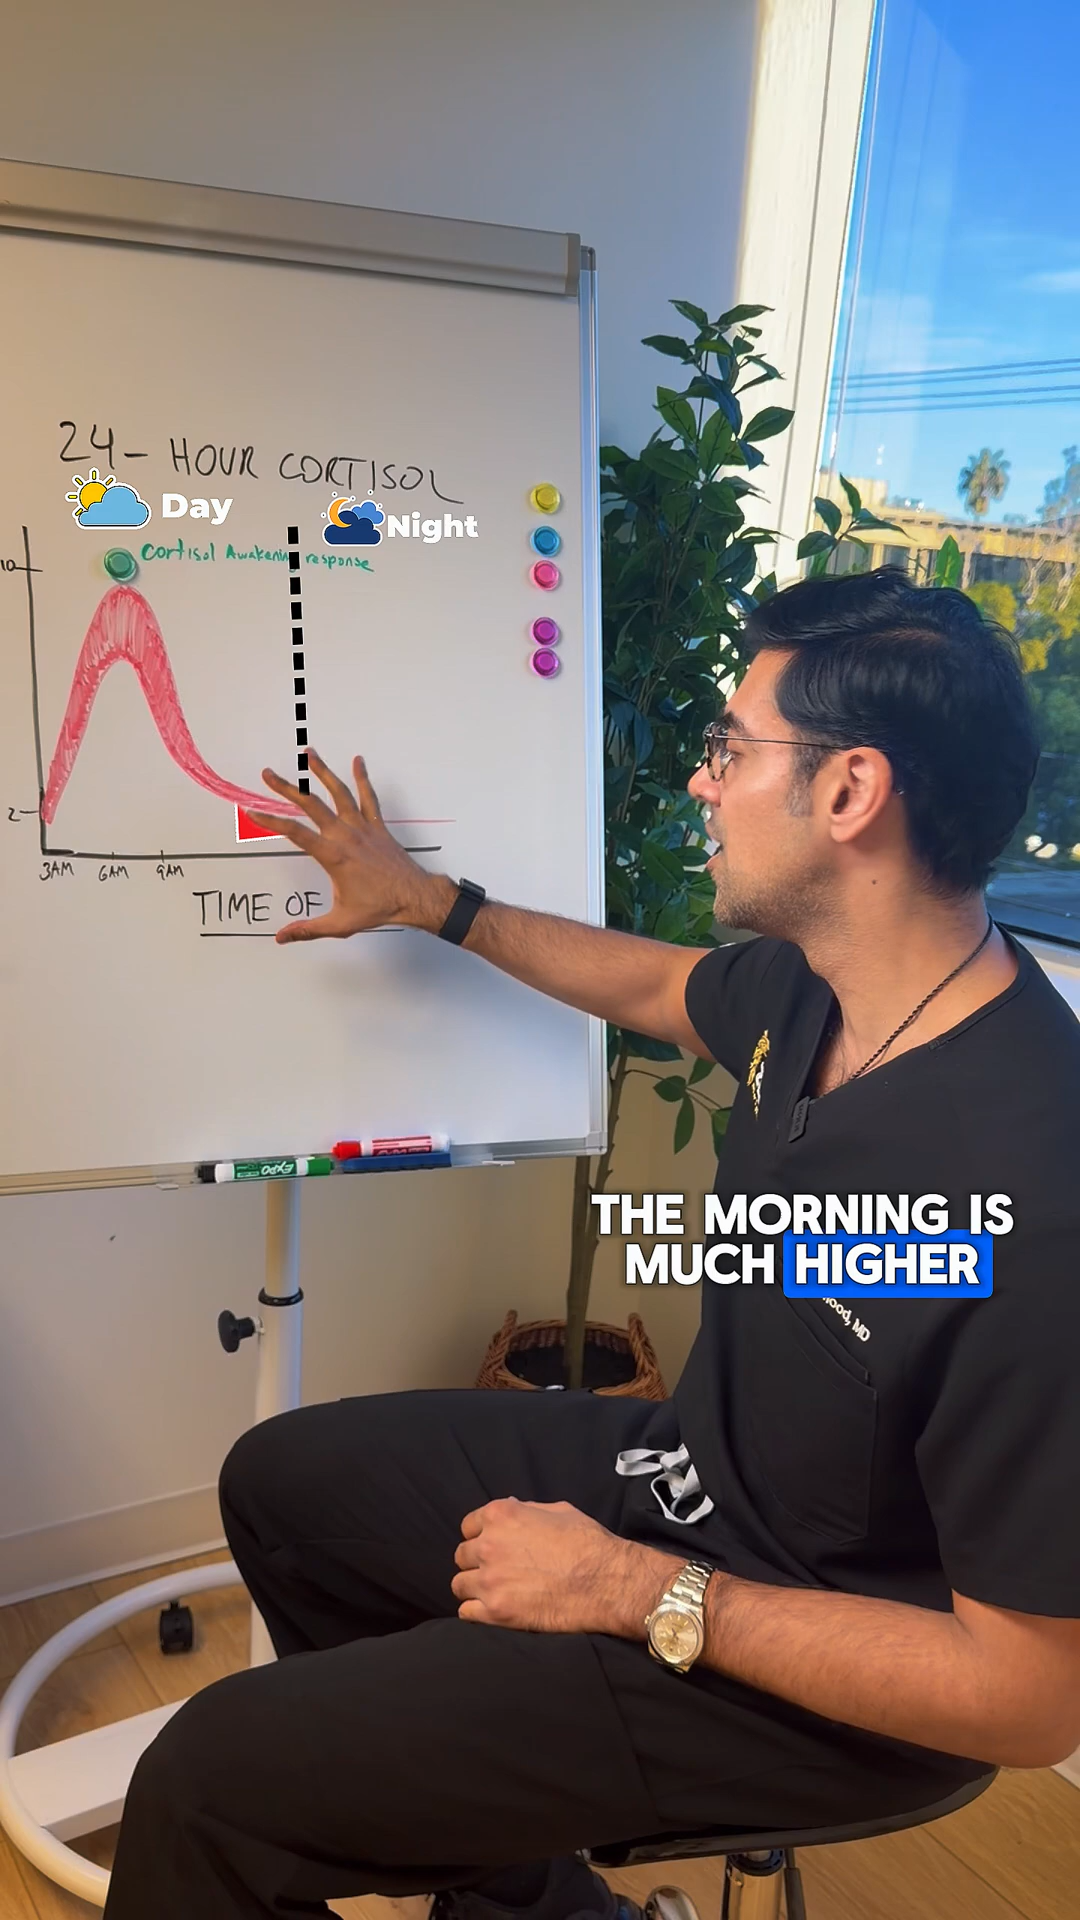 24- HOUR CORTISOL
Day
Night
Cortisol Awakening response
10
2
3AM 6AM 9AM
TIME OF
EXPO
THE MORNING IS
MUCH HIGHER
MD